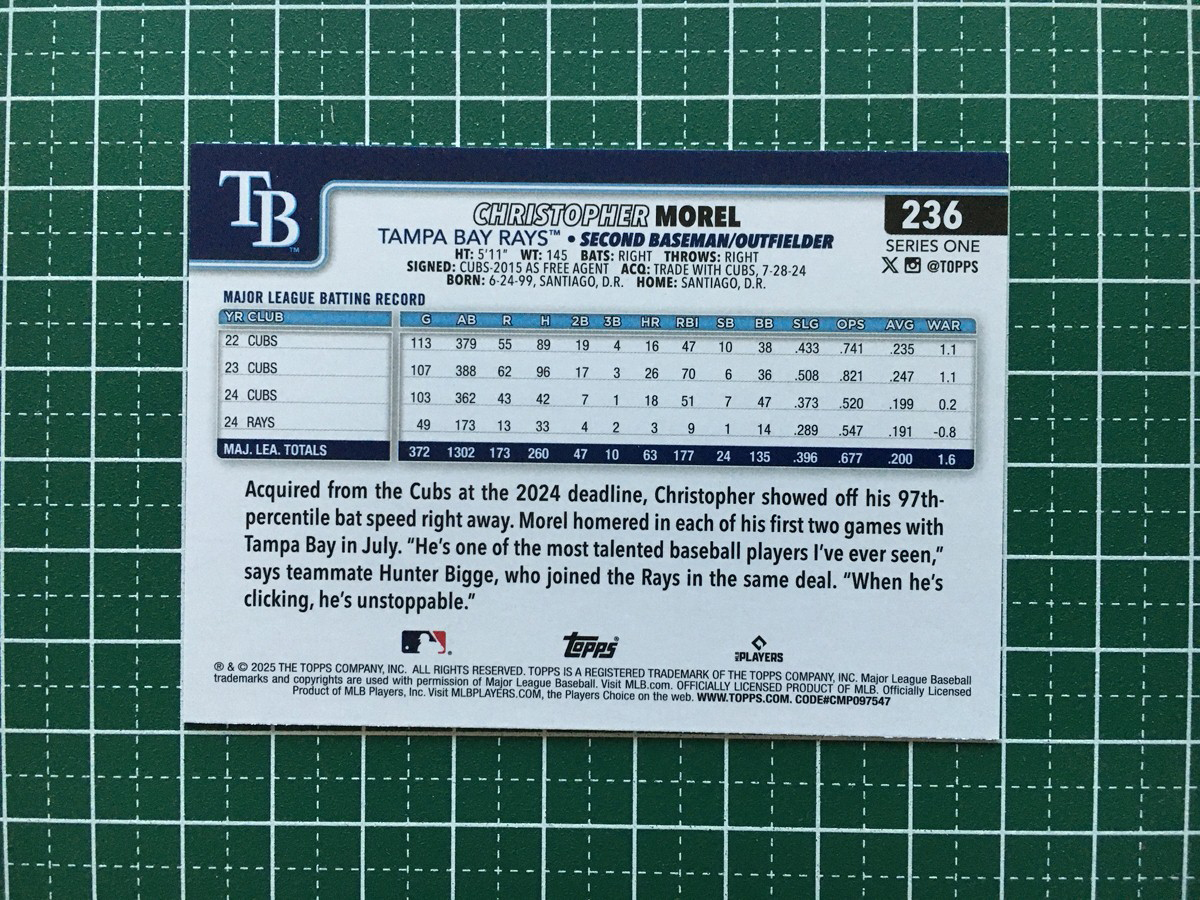 TB
TM
CHRISTOPHER MOREL
236
TAMPA BAY RAYS™ • SECOND BASEMAN/OUTFIELDER
SERIES ONE
HT: 5'11" WT: 145 BATS: RIGHT THROWS: RIGHT
X @TOPPS
SIGNED: CUBS-2015 AS FREE AGENT ACQ: TRADE WITH CUBS, 7-28-24
BORN: 6-24-99, SANTIAGO, D.R. HOME: SANTIAGO, D.R.
MAJOR LEAGUE BATTING RECORD
YR CLUB G AB R H 2B 3B HR RBI SB BB SLG OPS AVG WAR
22 CUBS 113 379 55 89 19 4 16 47 10 38 .433 .741 .235 1.1
23 CUBS 107 388 62 96 17 3 26 70 6 36 .508 .821 .247 1.1
24 CUBS 103 362 43 42 7 1 18 51 7 47 .373 .520 .199 0.2
24 RAYS 49 173 13 33 4 2 3 9 1 14 .289 .547 .191 -0.8
MAJ. LEA. TOTALS 372 1302 173 260 47 10 63 177 24 135 .396 .677 .200 1.6
Acquired from the Cubs at the 2024 deadline, Christopher showed off his 97th-
percentile bat speed right away. Morel homered in each of his first two games with
Tampa Bay in July. "He's one of the most talented baseball players I've ever seen,"
says teammate Hunter Bigge, who joined the Rays in the same deal. "When he's
clicking, he's unstoppable."
topps®
MLB PLAYERS
® & © 2025 THE TOPPS COMPANY, INC. ALL RIGHTS RESERVED. TOPPS IS A REGISTERED TRADEMARK OF THE TOPPS COMPANY, INC. Major League Baseball
trademarks and copyrights are used with permission of Major League Baseball. Visit MLB.com. OFFICIALLY LICENSED PRODUCT OF MLB. Officially Licensed
Product of MLB Players, Inc. Visit MLBPLAYERS.COM, the Players Choice on the web. WWW.TOPPS.COM. CODE#CMP097547